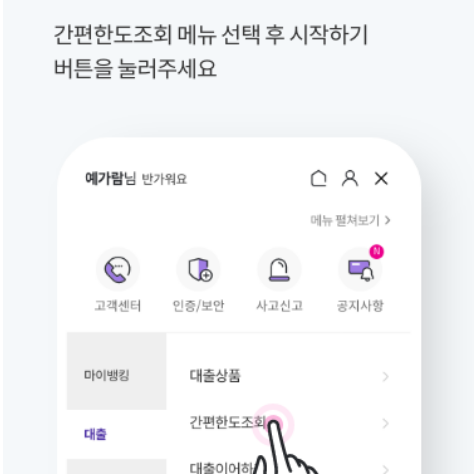 간편한도조회 메뉴 선택 후 시작하기
버튼을 눌러주세요
예가람님 반가워요
메뉴 펼쳐보기 >
N
고객센터 인증/보안 사고신고 공지사항
마이뱅킹 대출상품
간편한도조회
대출
대출이어하